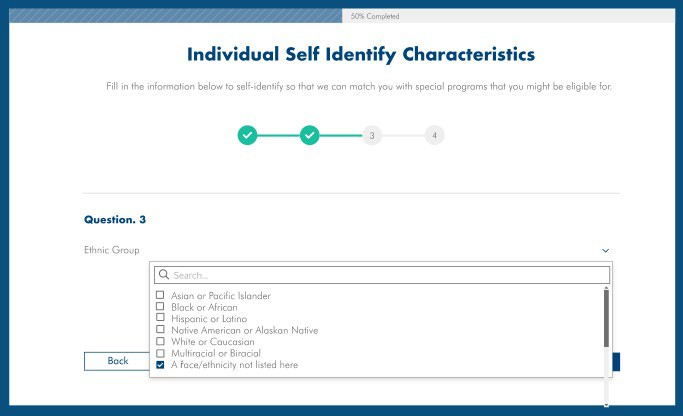 50% Completed
Individual Self Identify Characteristics
Fill in the information below to self-identify so that we can match you with special programs that you might be eligible for.
3
4
Question. 3
Ethnic Group
Search...
Asian or Pacific Islander
Black or African
Hispanic or Latino
Native American or Alaskan Native
White or Caucasian
Multiracial or Biracial
A face/ethnicity not listed here
Back